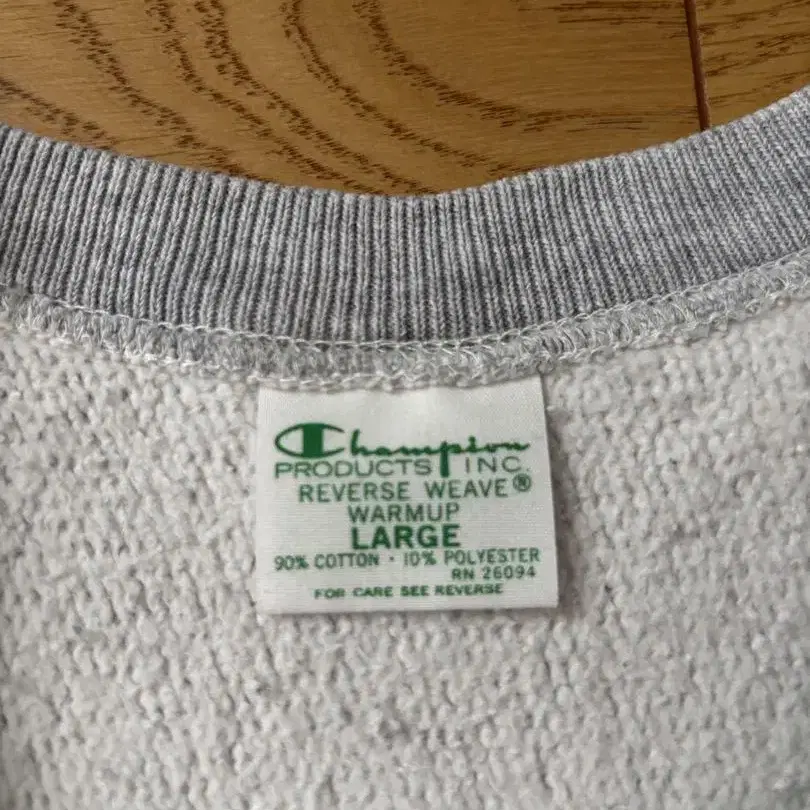 Champion
PRODUCTS INC.
REVERSE WEAVE®
WARMUP
LARGE
90% COTTON · 10% POLYESTER
RN 26094
FOR CARE SEE REVERSE